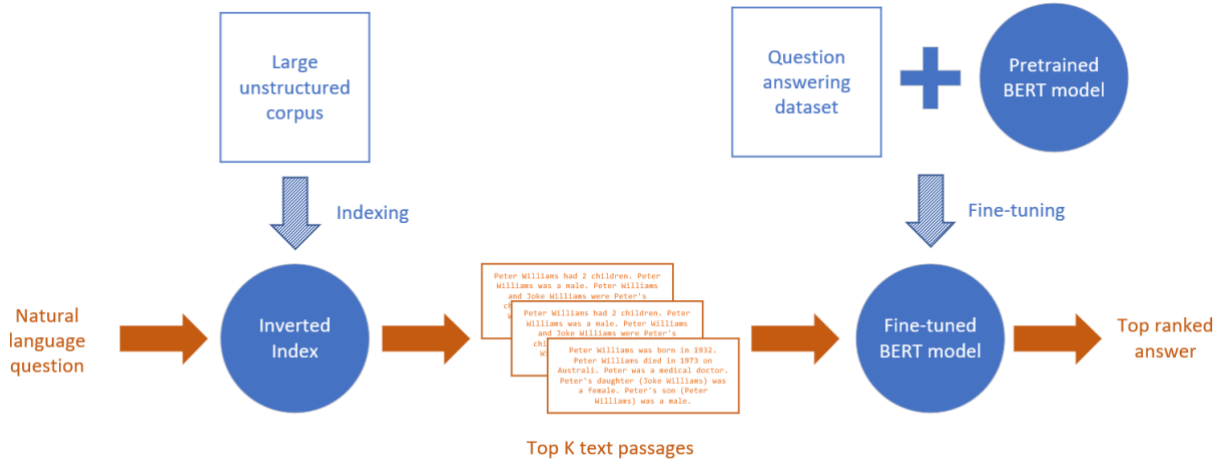 Large
unstructured
corpus
Question
answering
dataset
Pretrained
BERT model
Indexing
Fine-tuning
Natural
language
question
Inverted
Index
Peter Williams had 2 children. Peter
Williams was a male. Peter Williams
and Joke Williams were Peter's
Peter Williams had 2 children. Peter
Williams was a male. Peter Williams
and Joke Williams were Peter's
Peter Williams was born in 1932.
Peter Williams died in 1973 on
Australi. Peter was a medical doctor.
Peter's daughter (Joke Williams) was
a female. Peter's son (Peter
Williams) was a male.
Fine-tuned
BERT model
Top ranked
answer
Top K text passages